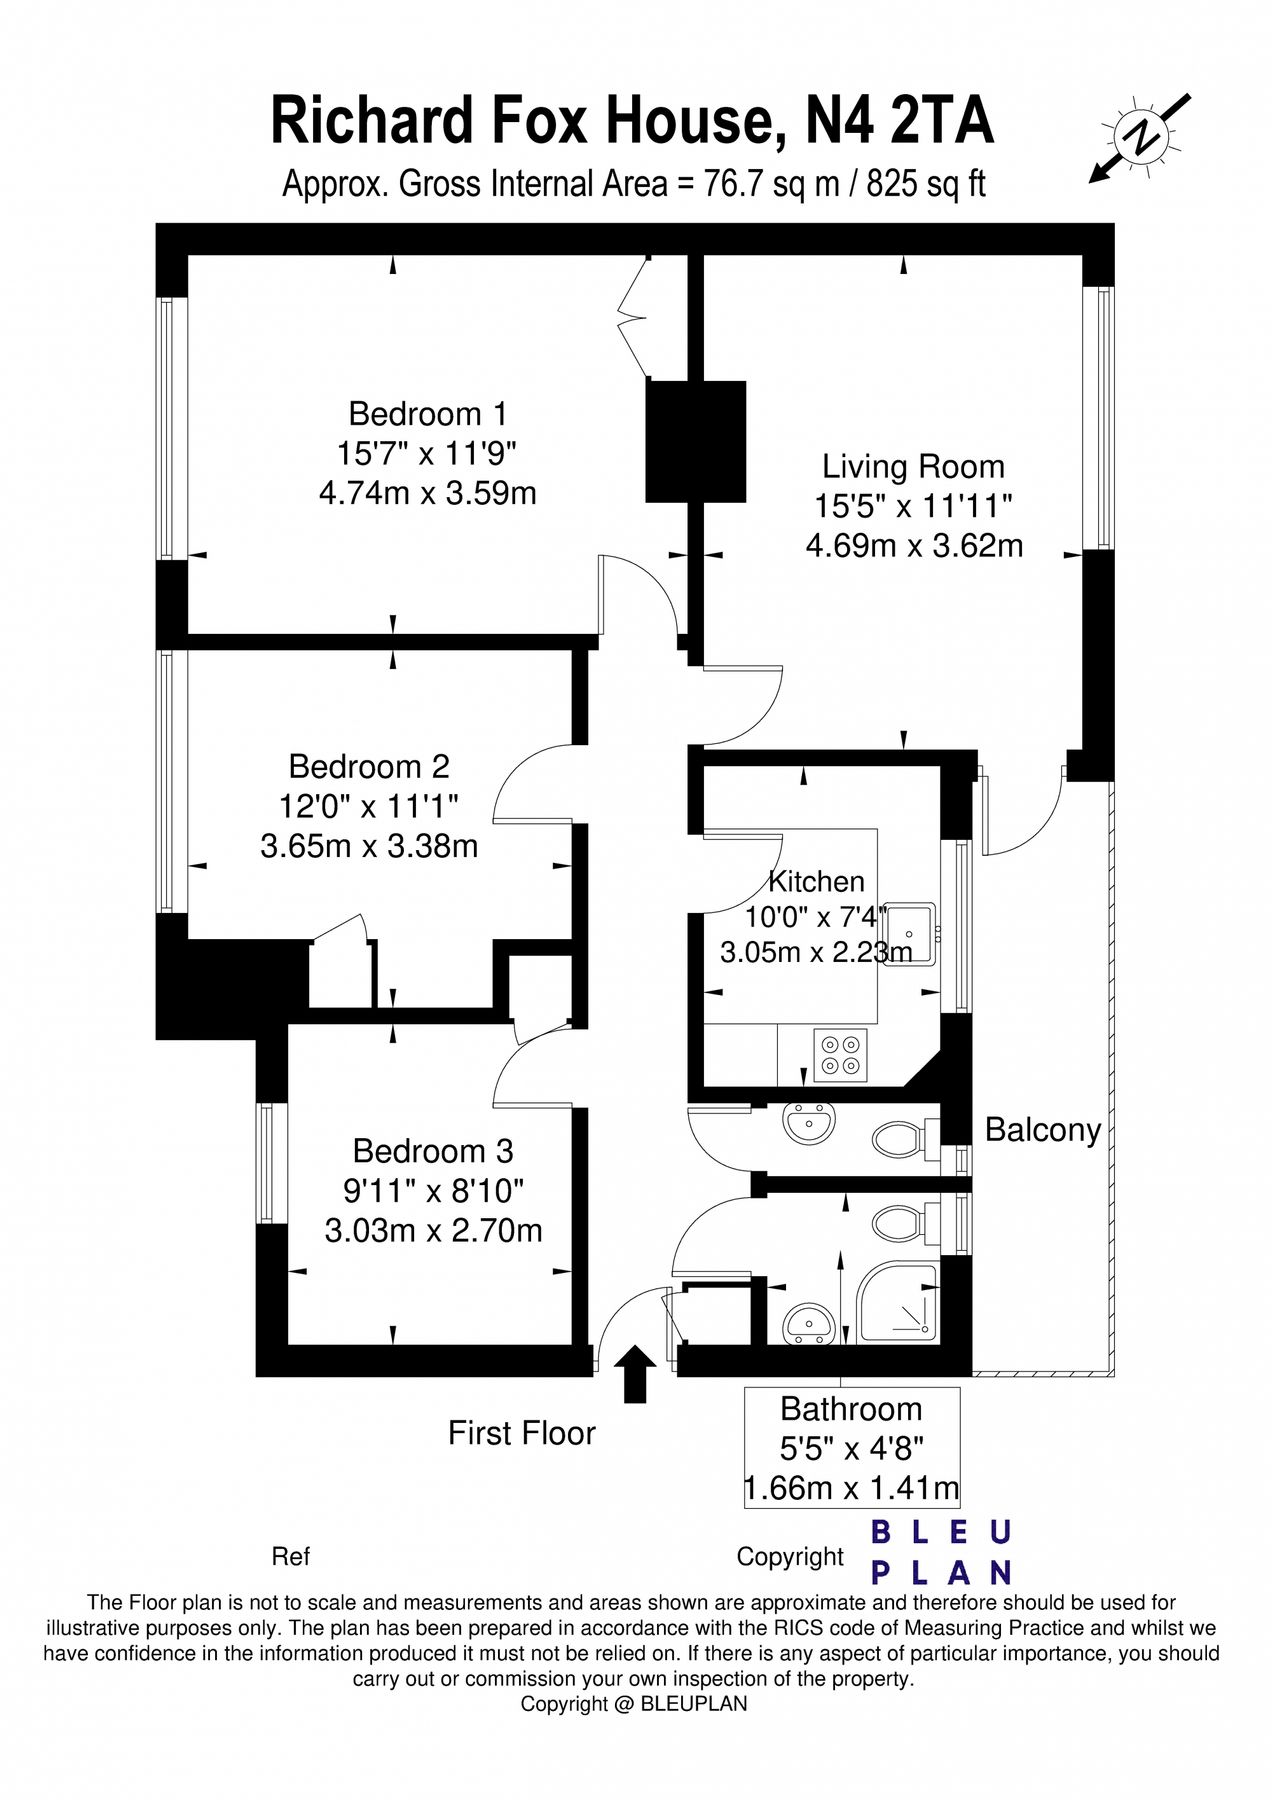 Richard Fox House, N4 2TA
Approx. Gross Internal Area = 76.7 sq m / 825 sq ft
N
Bedroom 1
15'7" x 11'9"
4.74m x 3.59m
Living Room
15'5" x 11'11"
4.69m x 3.62m
Bedroom 2
12'0" x 11'1"
3.65m x 3.38m
Kitchen
10'0" x 7'4"
3.05m x 2.23m
Balcony
Bedroom 3
9'11" x 8'10"
3.03m x 2.70m
First Floor
Bathroom
5'5" x 4'8"
1.66m x 1.41m
Ref
Copyright
BLEU
PLAN
The Floor plan is not to scale and measurements and areas shown are approximate and therefore should be used for
illustrative purposes only. The plan has been prepared in accordance with the RICS code of Measuring Practice and whilst we
have confidence in the information produced it must not be relied on. If there is any aspect of particular importance, you should
carry out or commission your own inspection of the property.
Copyright @ BLEUPLAN